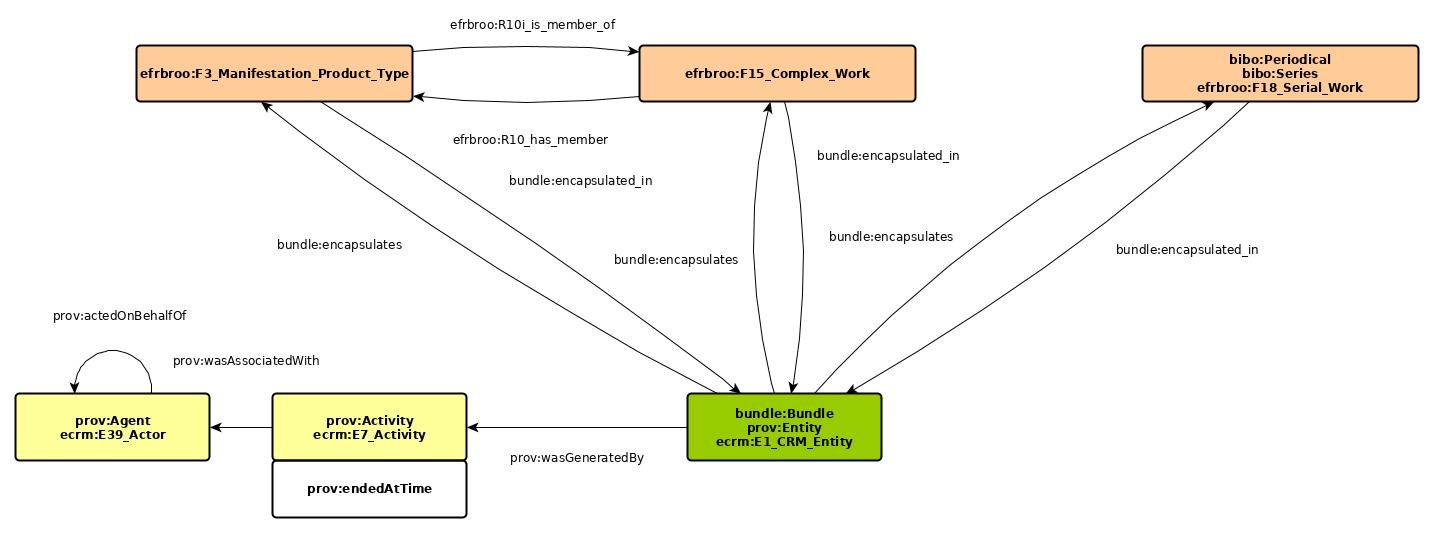 efrbroo:R10i_is_member_of
efrbroo:F3_Manifestation_Product_Type
efrbroo:F15_Complex_Work
bibo:Periodical
bibo:Series
efrbroo:F18_Serial_Work
efrbroo:R10_has_member
bundle:encapsulated_in
bundle:encapsulated_in
bundle:encapsulates
bundle:encapsulates
bundle:encapsulates
bundle:encapsulated_in
prov:actedOnBehalfOf
prov:wasAssociatedWith
prov:Agent
ecrm:E39_Actor
prov:Activity
ecrm:E7_Activity
bundle:Bundle
prov:Entity
ecrm:E1_CRM_Entity
prov:wasGeneratedBy
prov:endedAtTime